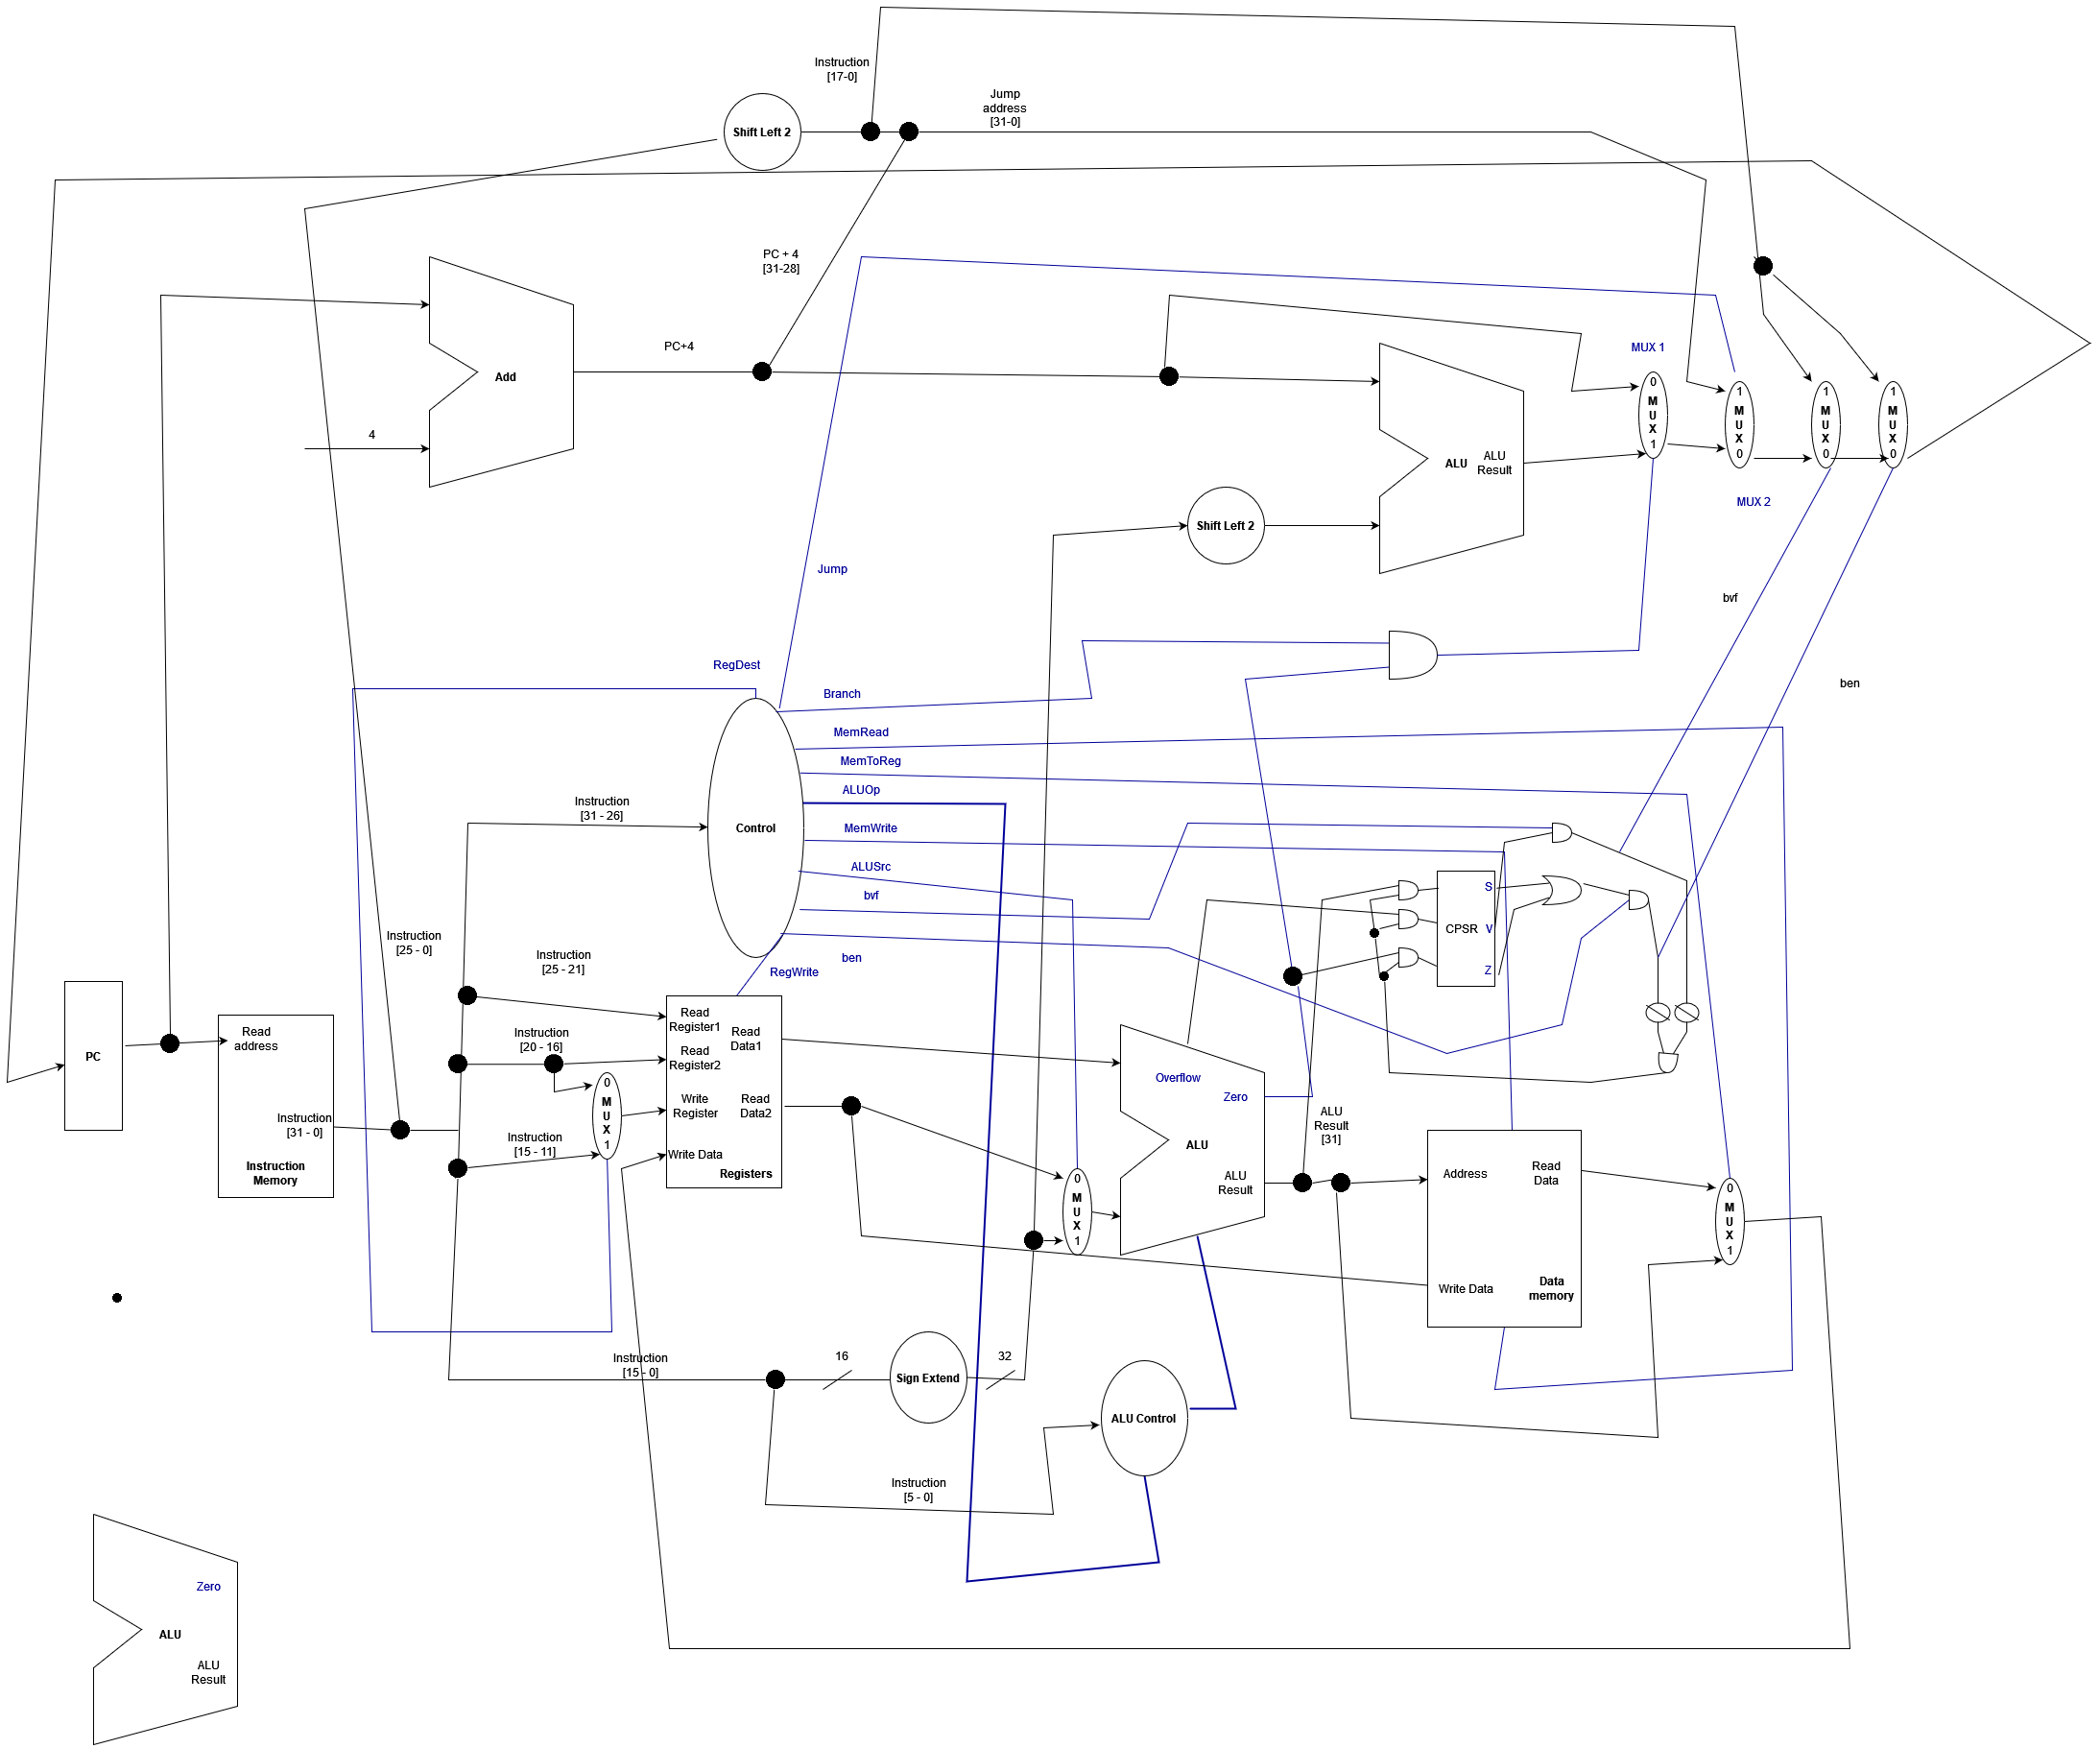 Instruction
[17-0]
Jump
address
[31-0]
Shift Left 2
PC + 4
[31-28]
PC+4
Add
4
MUX 1
0
M
U
X
1
1
M
U
X
0
1
M
U
X
0
1
M
U
X
0
ALU
ALU
Result
MUX 2
Shift Left 2
Jump
bvf
RegDest
ben
Branch
MemRead
MemToReg
ALUOp
Instruction
[31 - 26]
Control
MemWrite
ALUSrc
bvf
S
CPSR
V
Z
Instruction
[25 - 0]
Instruction
[25 - 21]
ben
RegWrite
PC
Read
address
Instruction
[31 - 0]
Instruction
Memory
Instruction
[20 - 16]
Instruction
[15 - 11]
0
M
U
X
1
Read
Register1
Read
Data1
Read
Register2
Write
Register
Read
Data2
Write Data
Registers
Overflow
Zero
ALU
ALU
Result
ALU
Result
[31]
0
M
U
X
1
Address
Read
Data
Write Data
Data
memory
0
M
U
X
1
Instruction
[15 - 0]
16
Sign Extend
32
ALU Control
Instruction
[5 - 0]
Zero
ALU
ALU
Result